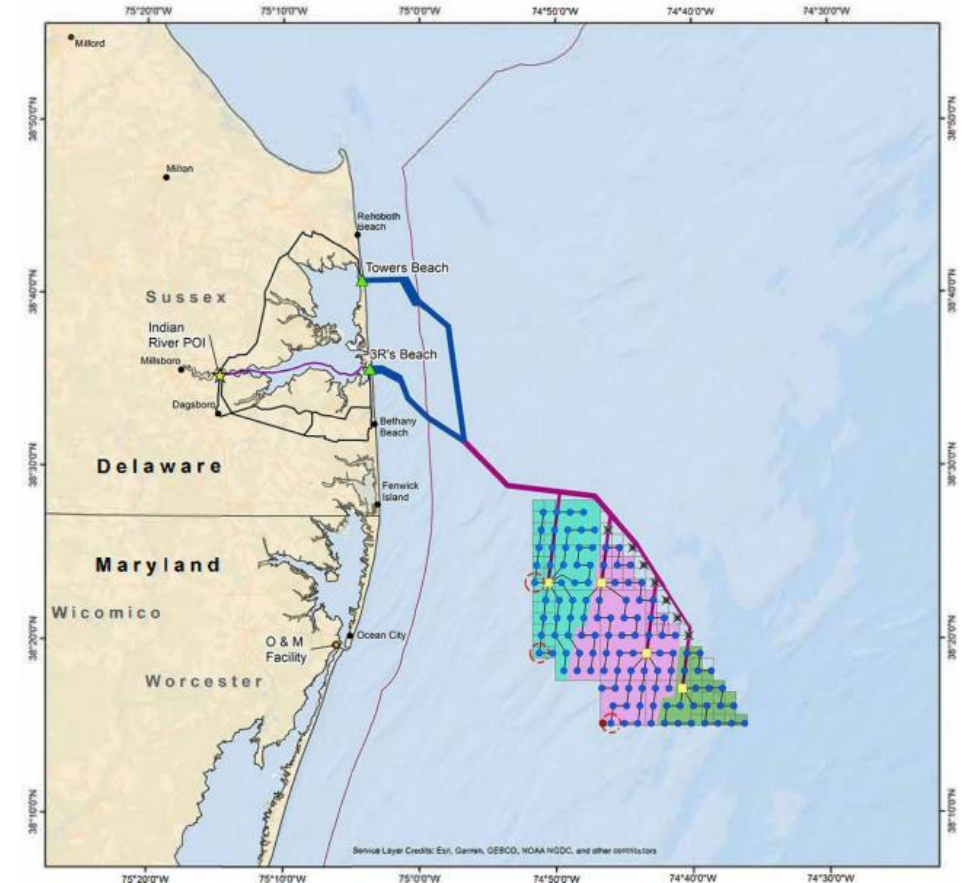 75°20'0"W
75°10'0"W
75°0'0"W
74°50'0"W
74°40'0"W
74°30'0"W
38°50'0"N
38°50'0"N
Milford
Milton
Rehoboth
Beach
Towers Beach
38°40'0"N
38°40'0"N
Sussex
Indian
River POI
3R's Beach
Millsboro
Dagsboro
Bethany
Beach
Delaware
38°30'0"N
38°30'0"N
Fenwick
Island
Maryland
Wicomico
O & M
Facility
Ocean City
38°20'0"N
38°20'0"N
Worcester
38°10'0"N
38°10'0"N
Service Layer Credits: Esri, Garmin, GEBCO, NOAA NGDC, and other contributors
75°20'0"W
75°10'0"W
75°0'0"W
74°50'0"W
74°40'0"W
74°30'0"W